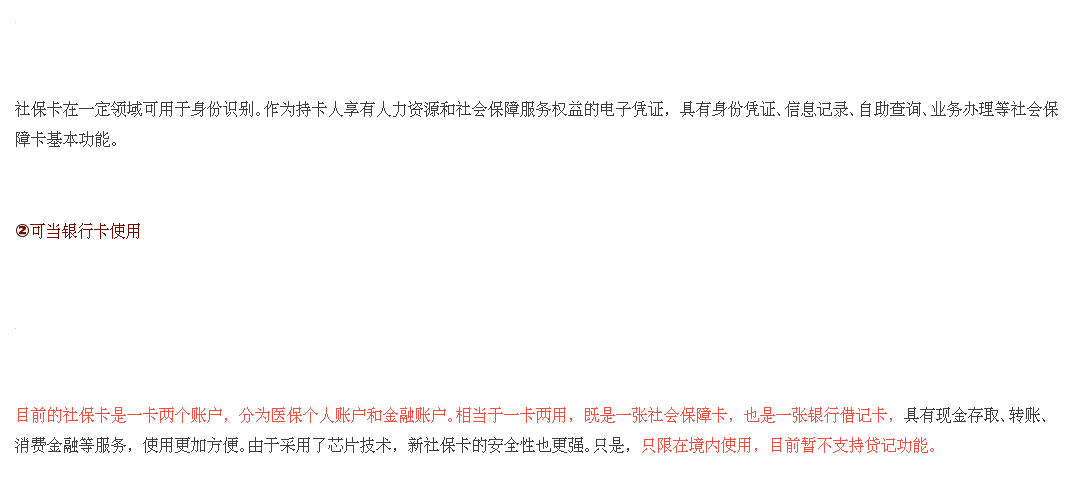 社保卡在一定领域可用于身份识别。作为持卡人享有人力资源和社会保障服务权益的电子凭证，具有身份凭证、信息记录、自助查询、业务办理等社会保
障卡基本功能。
②可当银行卡使用
目前的社保卡是一卡两个账户，分为医保个人账户和金融账户。相当于一卡两用，既是一张社会保障卡，也是一张银行借记卡，具有现金存取、转账、
消费金融等服务，使用更加方便。由于采用了芯片技术，新社保卡的安全性也更强。只是，只限在境内使用，目前暂不支持贷记功能。